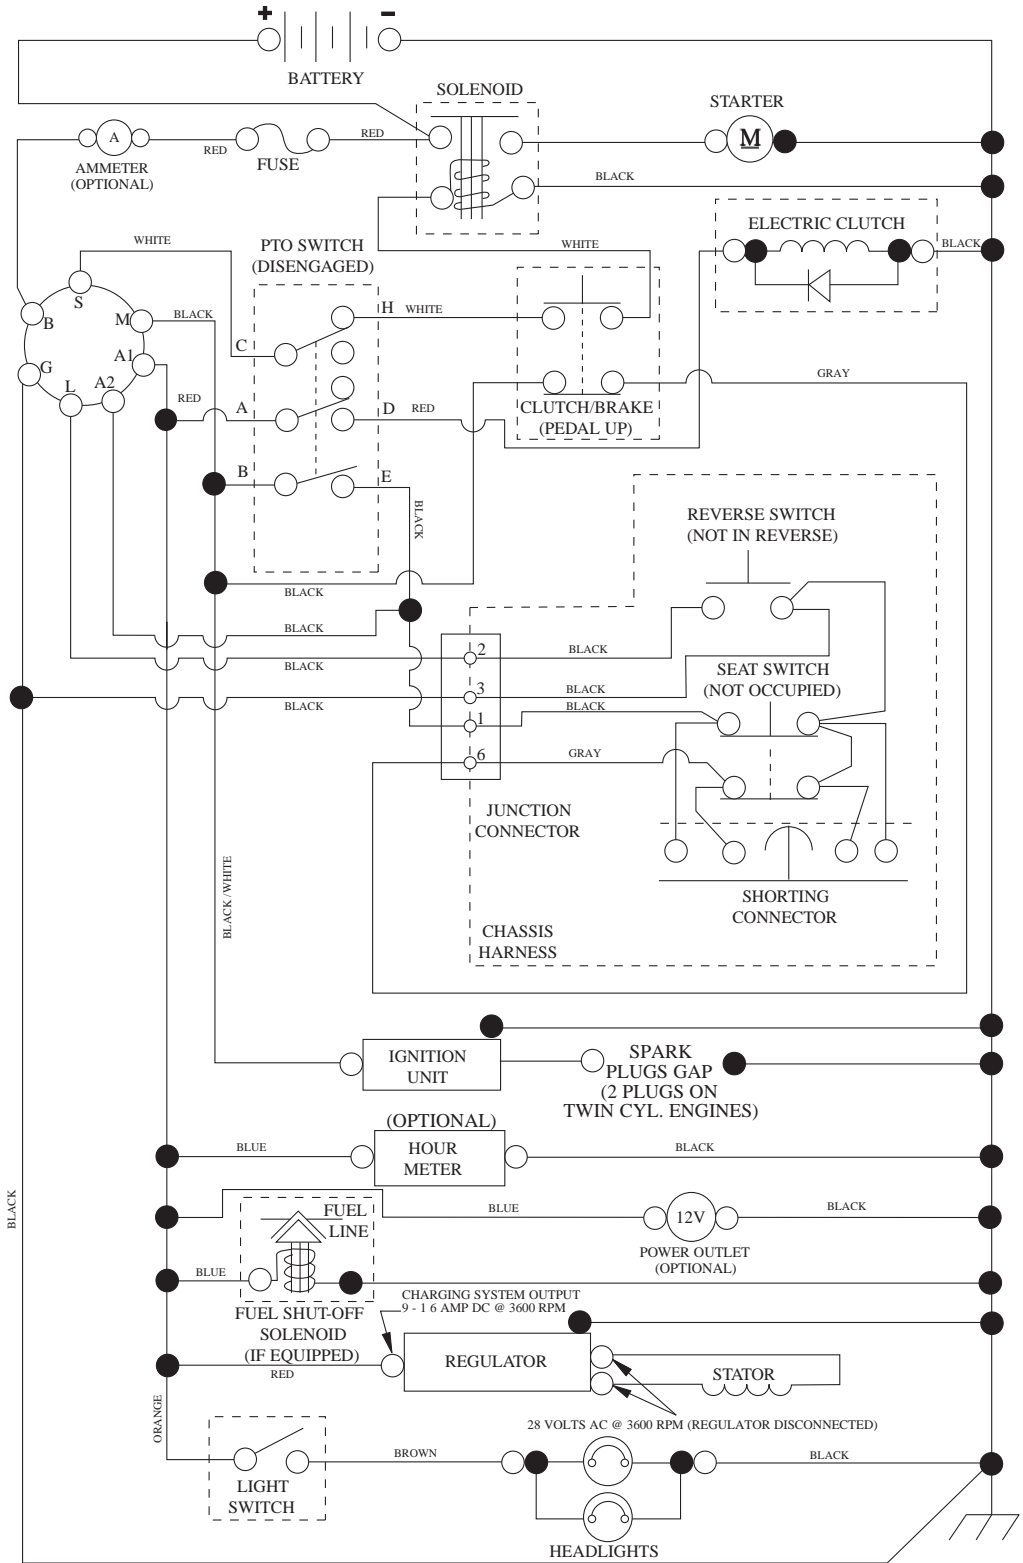 + −
BATTERY
SOLENOID
STARTER
A
RED
FUSE
RED
M
AMMETER
(OPTIONAL)
BLACK
ELECTRIC CLUTCH
WHITE
PTO SWITCH
(DISENGAGED)
WHITE
BLACK
S
B
M
BLACK
H
WHITE
C
G
A1
L
A2
RED
A
D
RED
GRAY
CLUTCH/BRAKE
(PEDAL UP)
B
E
BLACK
REVERSE SWITCH
(NOT IN REVERSE)
BLACK
BLACK
BLACK
2
BLACK
SEAT SWITCH
(NOT OCCUPIED)
BLACK
3
BLACK
BLACK
1
6
GRAY
JUNCTION
CONNECTOR
SHORTING
CONNECTOR
BLACK/WHITE
CHASSIS
HARNESS
IGNITION
UNIT
SPARK
PLUGS GAP
(2 PLUGS ON
TWIN CYL. ENGINES)
(OPTIONAL)
HOUR
METER
BLUE
BLACK
BLACK
FUEL
LINE
BLUE
12V
BLACK
POWER OUTLET
(OPTIONAL)
BLUE
FUEL SHUT-OFF
SOLENOID
(IF EQUIPPED)
CHARGING SYSTEM OUTPUT
9 - 1 6 AMP DC @ 3600 RPM
REGULATOR
STATOR
RED
28 VOLTS AC @ 3600 RPM (REGULATOR DISCONNECTED)
ORANGE
LIGHT
SWITCH
BROWN
BLACK
HEADLIGHTS